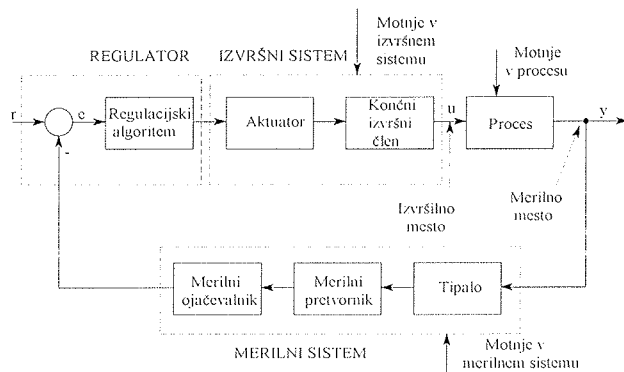 REGULATOR
IZVRŠNI SISTEM
Motnje v
izvršnem
sistemu
Motnje
v procesu
r
e
-
Regulacijski
algoritem
Aktuator
Končni
izvršni
člen
u
Proces
y
Izvršilno
mesto
Merilno
mesto
Merilni
ojačevalnik
Merilni
pretvornik
Tipalo
MERILNI SISTEM
Motnje v
merilnem sistemu